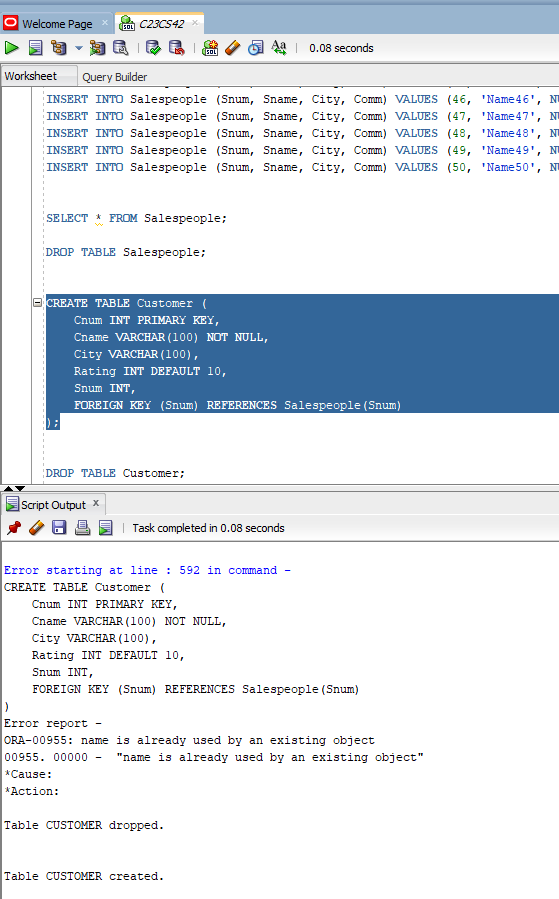 Welcome Page
C23CS42
0.08 seconds
Worksheet
Query Builder
INSERT INTO Salespeople (Snum, Sname, City, Comm) VALUES (46, 'Name46',
INSERT INTO Salespeople (Snum, Sname, City, Comm) VALUES (47, 'Name47',
INSERT INTO Salespeople (Snum, Sname, City, Comm) VALUES (48, 'Name48',
INSERT INTO Salespeople (Snum, Sname, City, Comm) VALUES (49, 'Name49',
INSERT INTO Salespeople (Snum, Sname, City, Comm) VALUES (50, 'Name50',
SELECT * FROM Salespeople;
DROP TABLE Salespeople;
CREATE TABLE Customer (
Cnum INT PRIMARY KEY,
Cname VARCHAR(100) NOT NULL,
City VARCHAR(100),
Rating INT DEFAULT 10,
Snum INT,
FOREIGN KEY (Snum) REFERENCES Salespeople(Snum)
);
DROP TABLE Customer;
Script Output
Task completed in 0.08 seconds
Error starting at line : 592 in command -
CREATE TABLE Customer (
Cnum INT PRIMARY KEY,
Cname VARCHAR(100) NOT NULL,
City VARCHAR(100),
Rating INT DEFAULT 10,
Snum INT,
FOREIGN KEY (Snum) REFERENCES Salespeople(Snum)
)
Error report -
ORA-00955: name is already used by an existing object
00955. 00000 -  "name is already used by an existing object"
*Cause:
*Action:
Table CUSTOMER dropped.
Table CUSTOMER created.